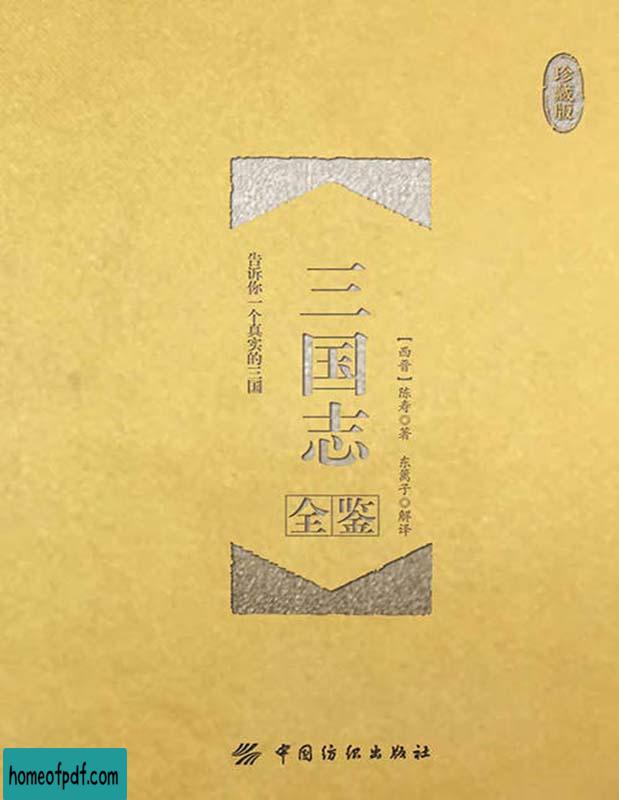 珍藏版
告诉你一个真实的三国
三国志
全鉴
【西晋】陈寿◎著 东篱子◎解译
中国纺织出版社
homeofpdf.com